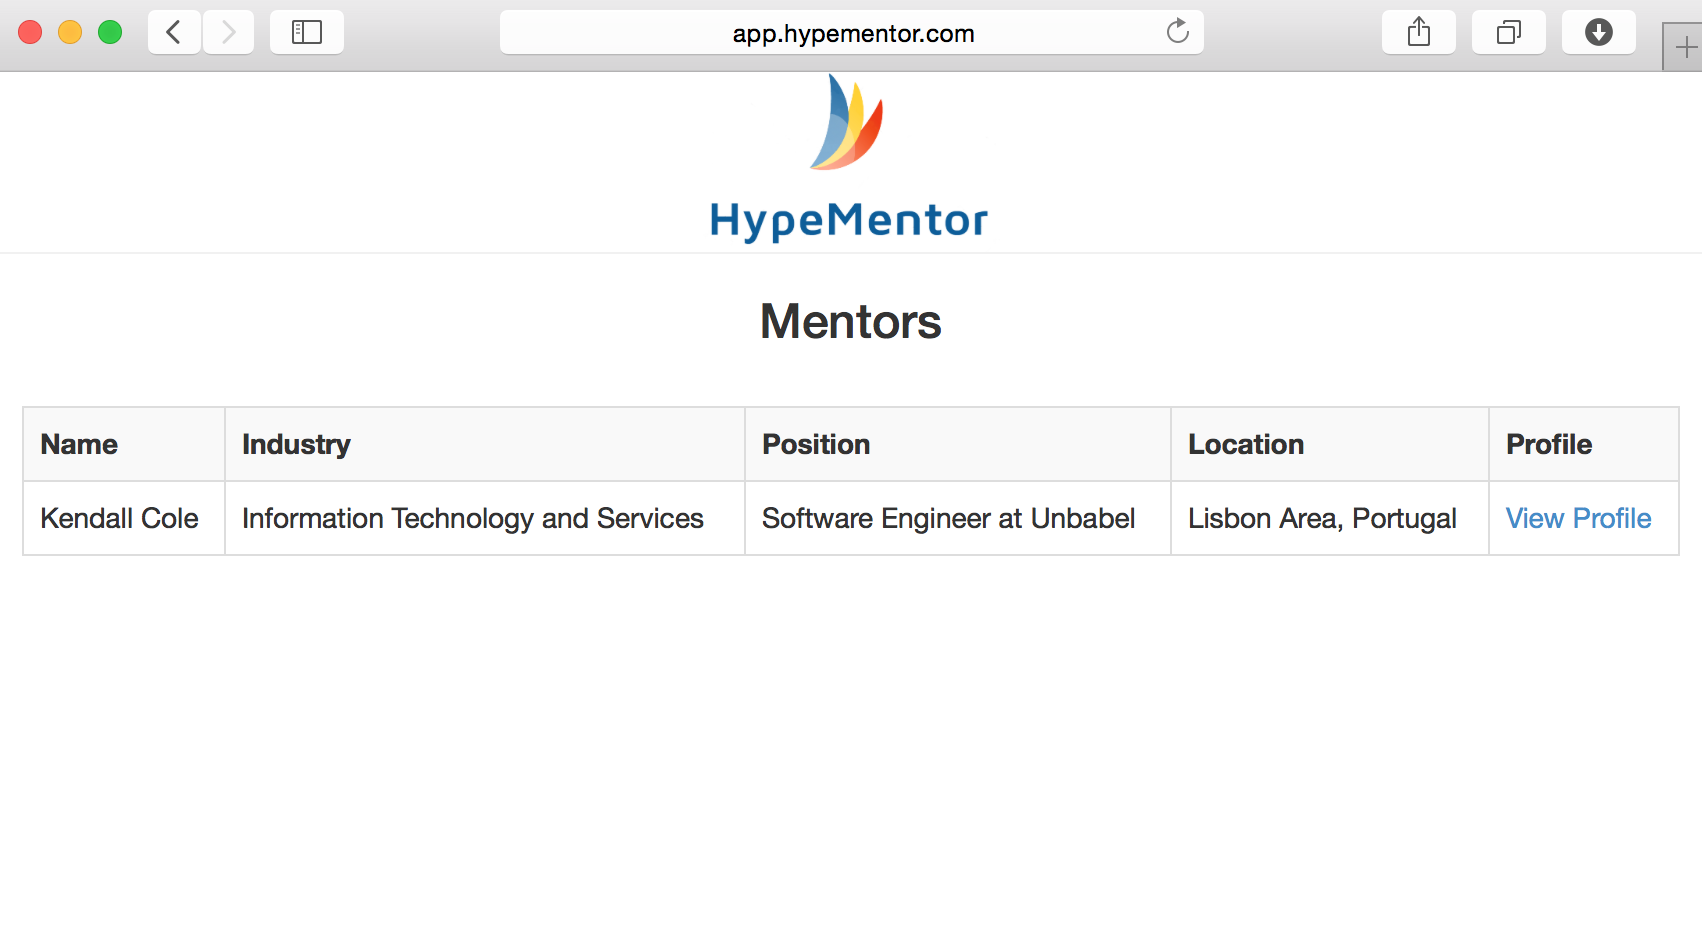 app.hypementor.com
HypeMentor
Mentors
Name Industry Position Location Profile
Kendall Cole Information Technology and Services Software Engineer at Unbabel Lisbon Area, Portugal View Profile